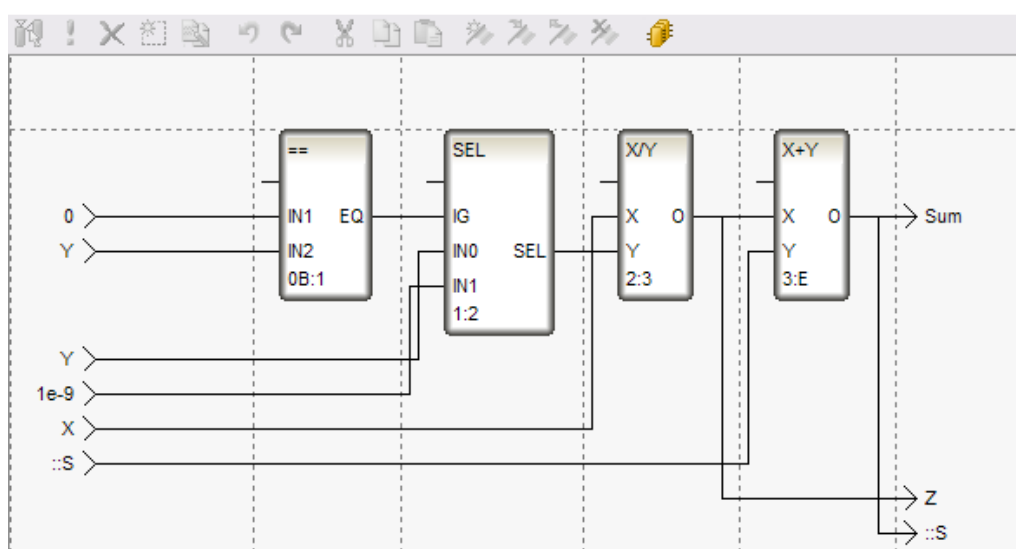 == SEL X/Y X+Y
0 IN1 EQ IG X O X O Sum
Y IN2 IN0 SEL Y Y
0B:1 IN1 2:3 3:E
1:2
Y
1e-9
X
::S
Z
::S